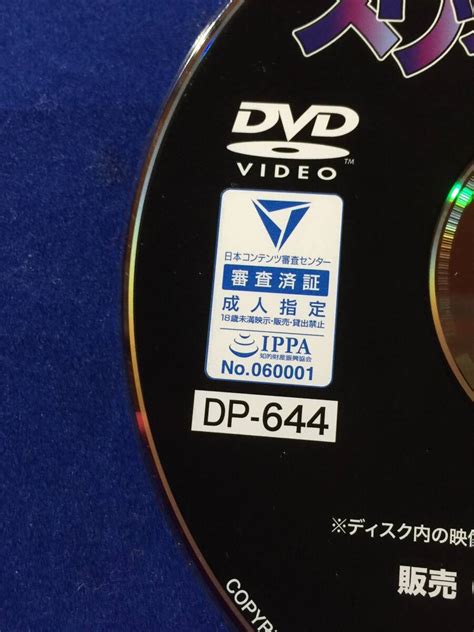 DVD
VIDEO
TM
日本コンテンツ審査センター
審査済証
成人指定
18歳未満映示・販売・貸出禁止
IPPA
知的財産振興協会
No.060001
DP-644
※ディスク内の映像
販売
COPYR